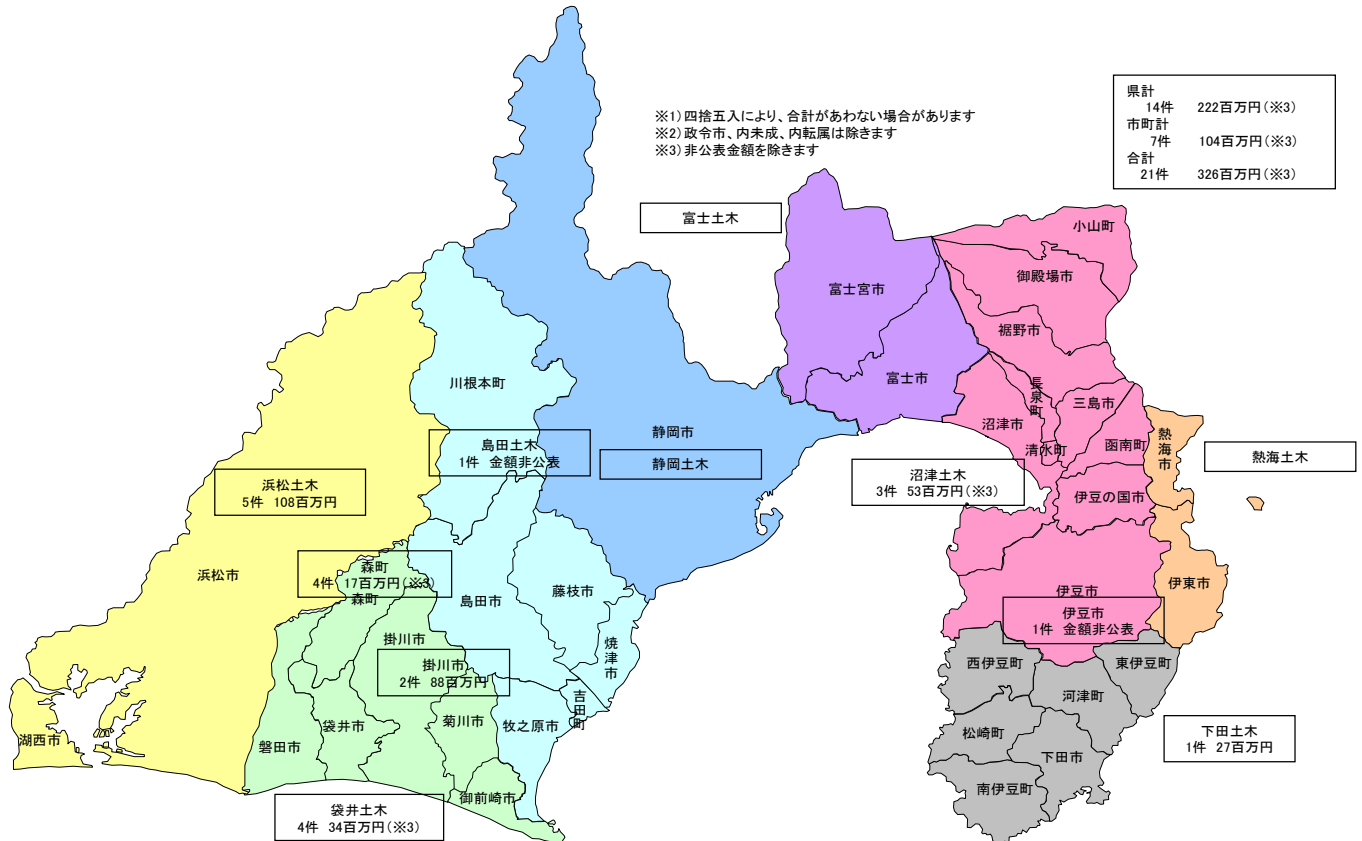 ※1)四捨五入により、合計があわない場合があります
※2)政令市、内未成、内転属は除きます
※3)非公表金額を除きます
県計
14件 222百万円(※3)
市町計
7件 104百万円(※3)
合計
21件 326百万円(※3)
富士土木
小山町
御殿場市
富士宮市
裾野市
富士市
長泉町
三島市
川根本町
沼津市
清水町
函南町
熱海市
熱海土木
静岡市
静岡土木
島田土木
1件 金額非公表
沼津土木
3件 53百万円(※3)
伊豆の国市
浜松土木
5件 108百万円
浜松市
森町
4件 17百万円(※3)
森町
島田市
藤枝市
伊豆市
伊東市
伊豆市
1件 金額非公表
掛川市
焼津市
掛川市
2件 88百万円
西伊豆町
東伊豆町
河津町
吉田町
菊川市
牧之原市
袋井市
磐田市
湖西市
松崎町
下田市
下田土木
1件 27百万円
南伊豆町
御前崎市
袋井土木
4件 34百万円(※3)